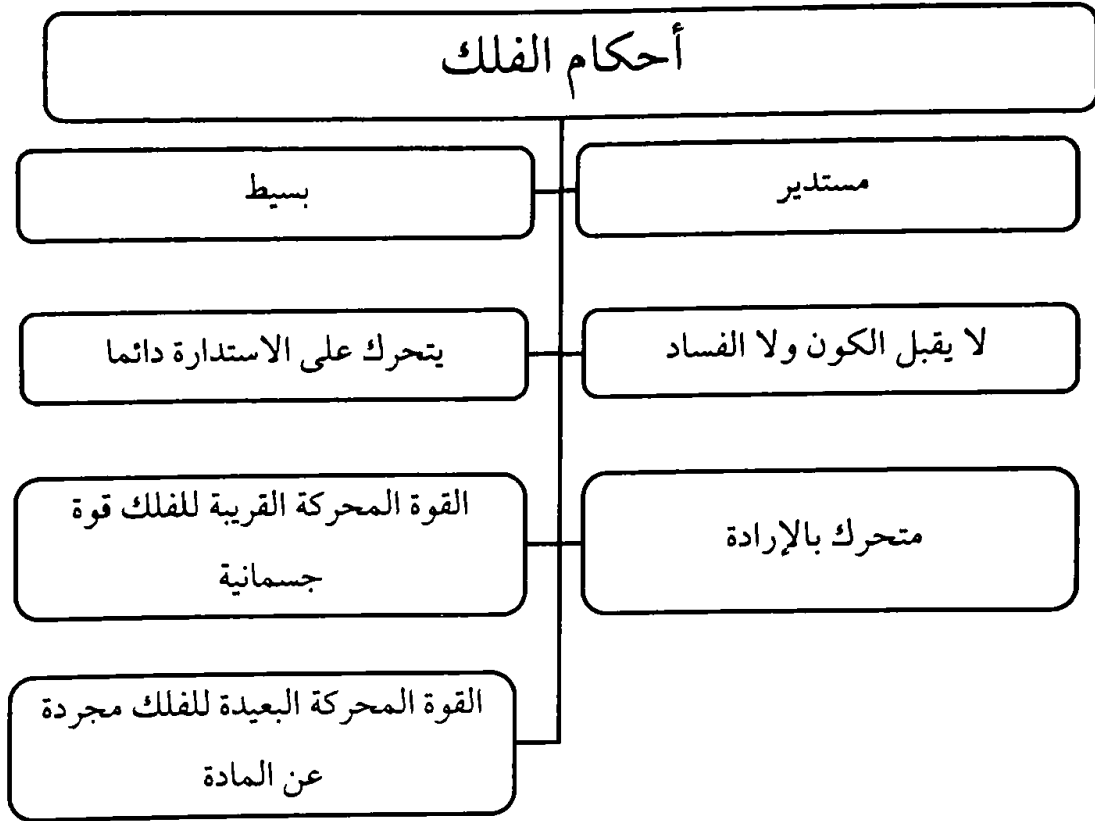 أحكام الفلك
مستدير
بسيط
لا يقبل الكون ولا الفساد
يتحرك على الاستدارة دائما
متحرك بالإرادة
القوة المحركة القريبة للفلك قوة
جسمانية
القوة المحركة البعيدة للفلك مجردة
عن المادة